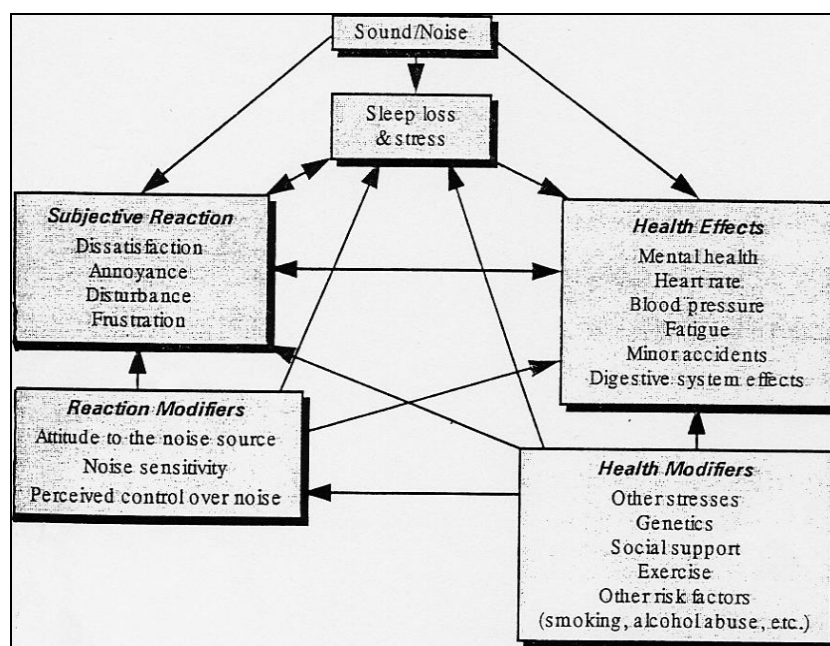 Sound/Noise
Sleep loss
& stress
Subjective Reaction
Dissatisfaction
Annoyance
Disturbance
Frustration
Health Effects
Mental health
Heart rate
Blood pressure
Fatigue
Minor accidents
Digestive system effects
Reaction Modifiers
Attitude to the noise source
Noise sensitivity
Perceived control over noise
Health Modifiers
Other stresses
Genetics
Social support
Exercise
Other risk factors
(smoking, alcohol abuse, etc.)